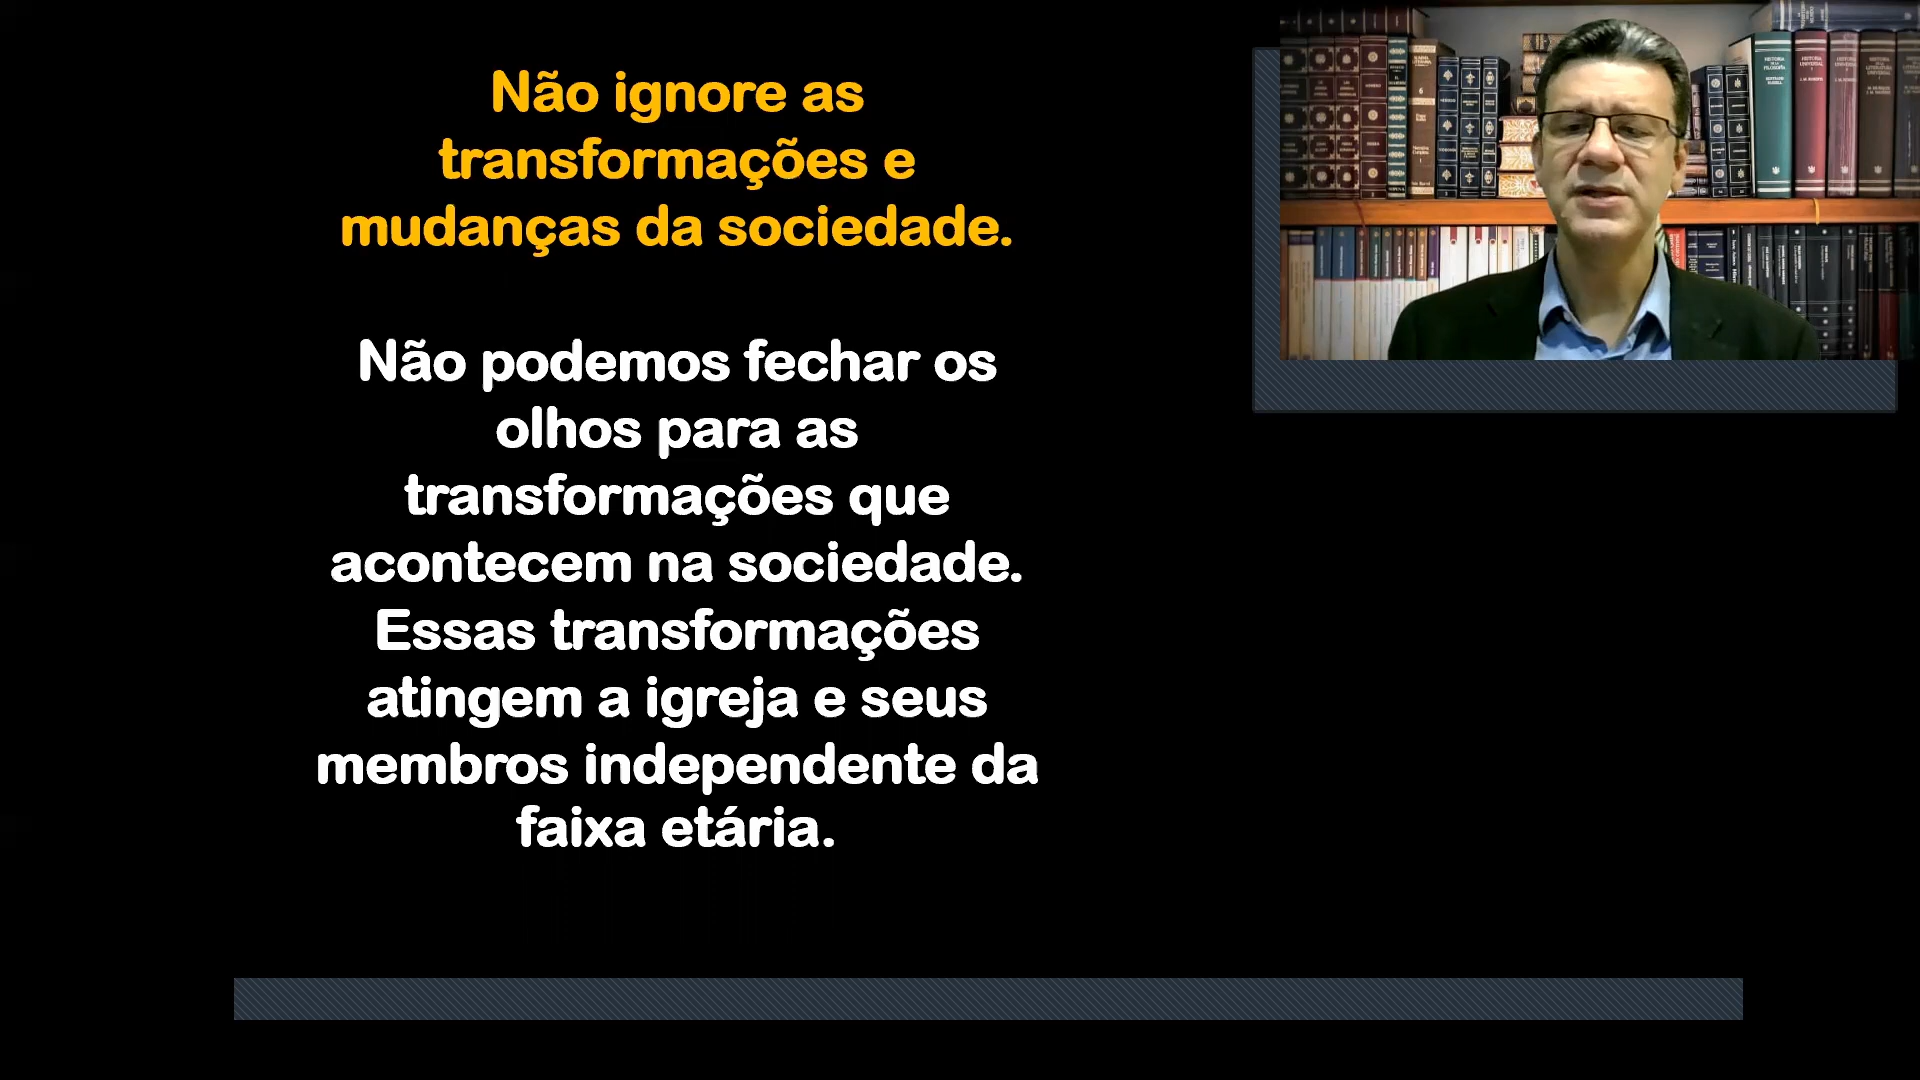 Não ignore as
transformações e
mudanças da sociedade.
Não podemos fechar os
olhos para as
transformações que
acontecem na sociedade.
Essas transformações
atingem a igreja e seus
membros independente da
faixa etária.